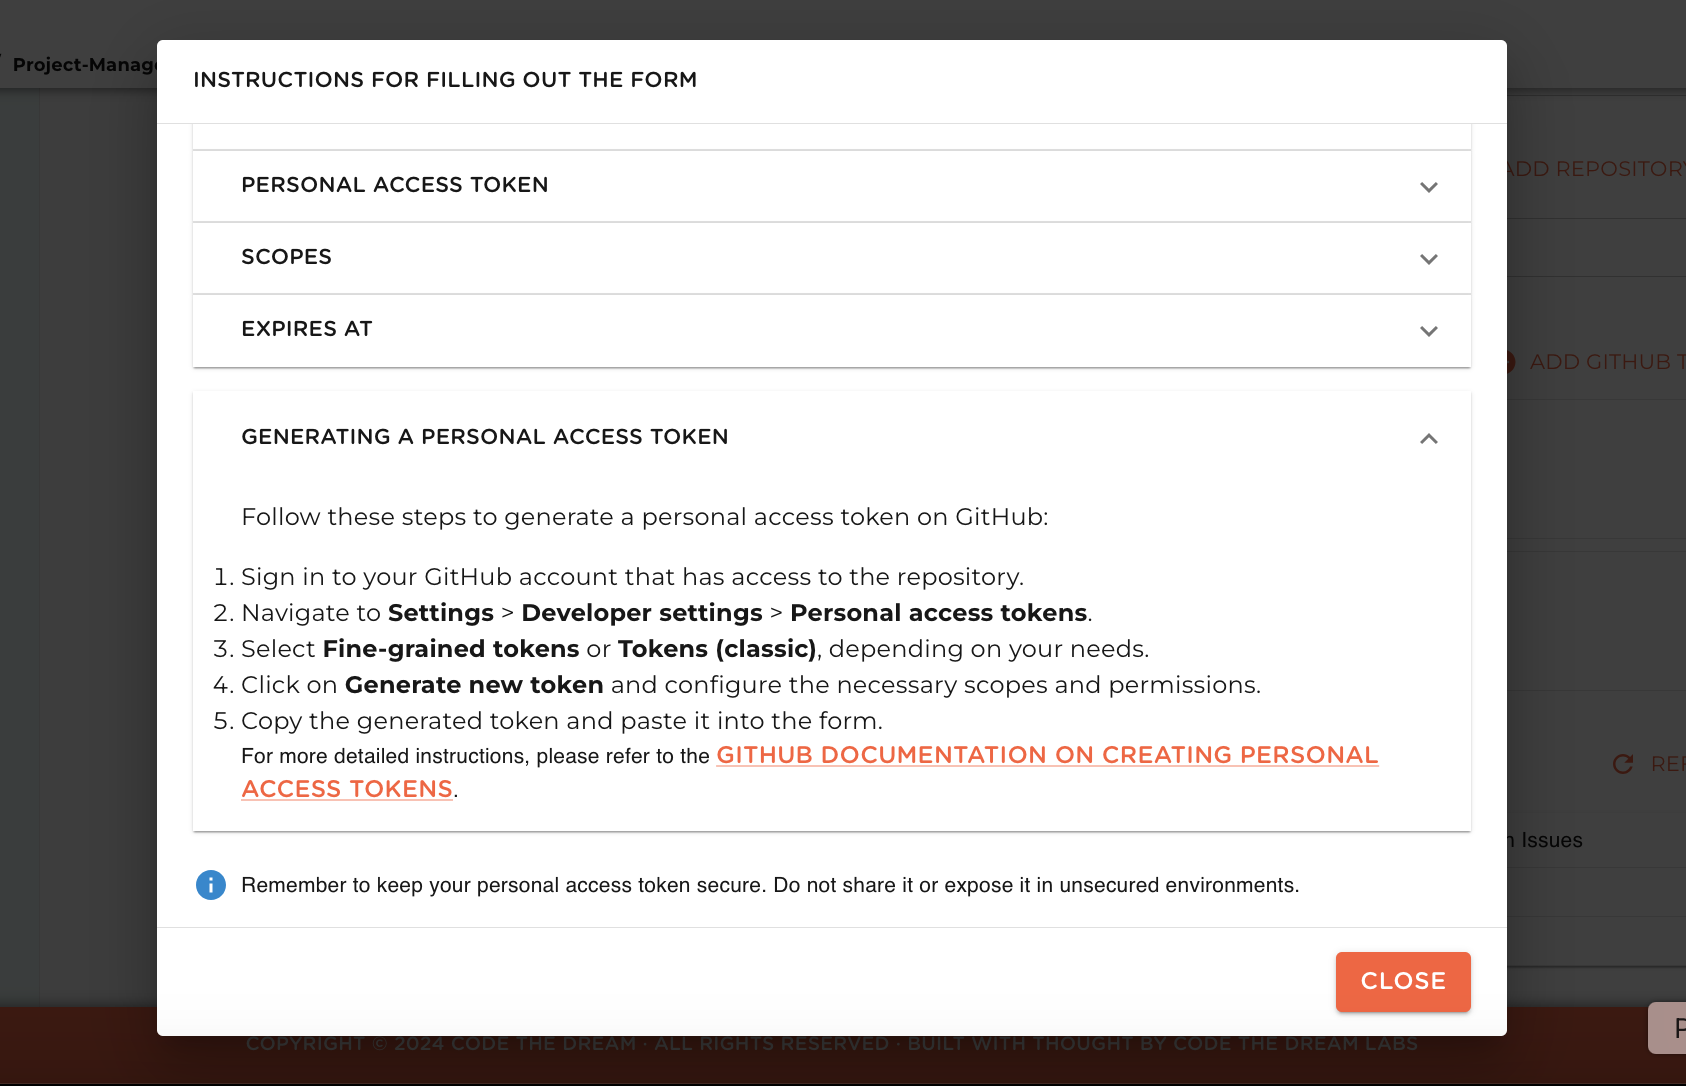 Project-Manag
INSTRUCTIONS FOR FILLING OUT THE FORM
PERSONAL ACCESS TOKEN
SCOPES
EXPIRES AT
GENERATING A PERSONAL ACCESS TOKEN
Follow these steps to generate a personal access token on GitHub:
1. Sign in to your GitHub account that has access to the repository.
2. Navigate to Settings > Developer settings > Personal access tokens.
3. Select Fine-grained tokens or Tokens (classic), depending on your needs.
4. Click on Generate new token and configure the necessary scopes and permissions.
5. Copy the generated token and paste it into the form.
For more detailed instructions, please refer to the GITHUB DOCUMENTATION ON CREATING PERSONAL
ACCESS TOKENS.
Remember to keep your personal access token secure. Do not share it or expose it in unsecured environments.
CLOSE
ADD REPOSITORY
ADD GITHUB T
REF
n Issues
P
COPYRIGHT © 2024 CODE THE DREAM · ALL RIGHTS RESERVED · BUILT WITH THOUGHT BY CODE THE DREAM LABS